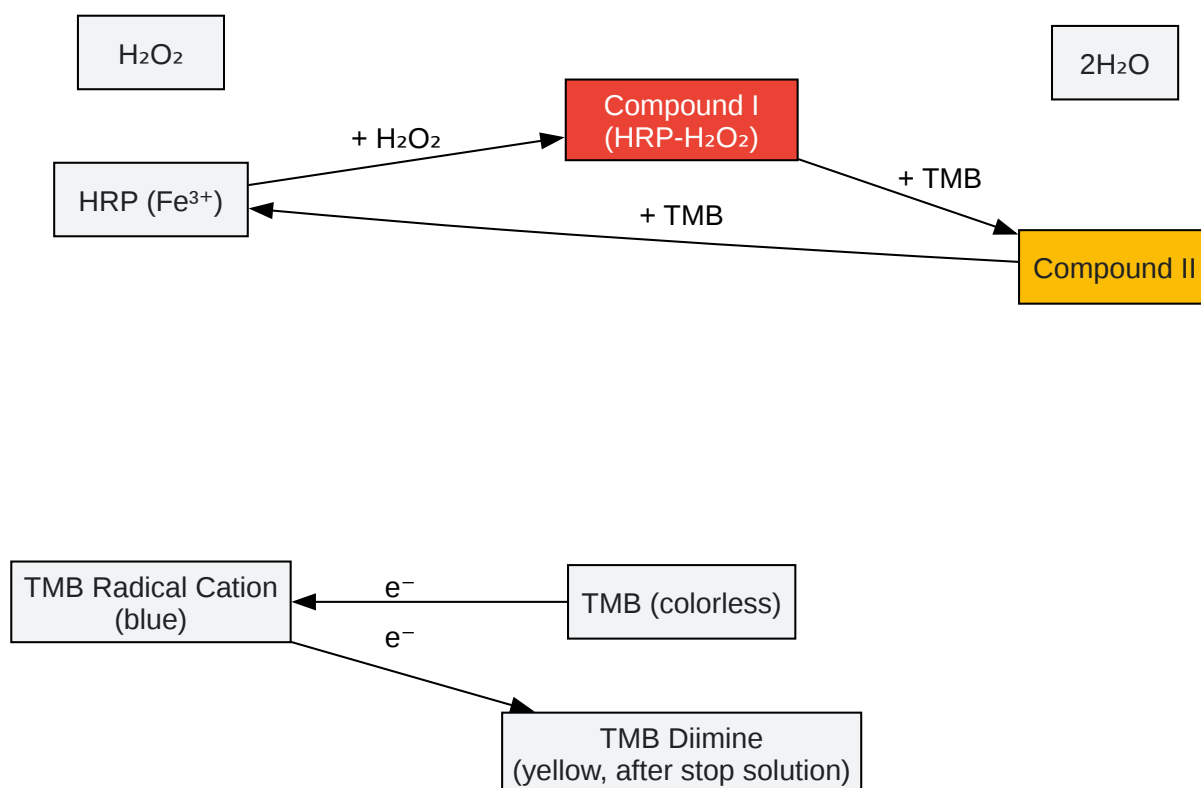 H₂O₂
2H₂O
Compound I
(HRP-H₂O₂)
+ H₂O₂
+ TMB
HRP (Fe³⁺)
+ TMB
Compound II
TMB Radical Cation
(blue)
e⁻
TMB (colorless)
e⁻
TMB Diimine
(yellow, after stop solution)